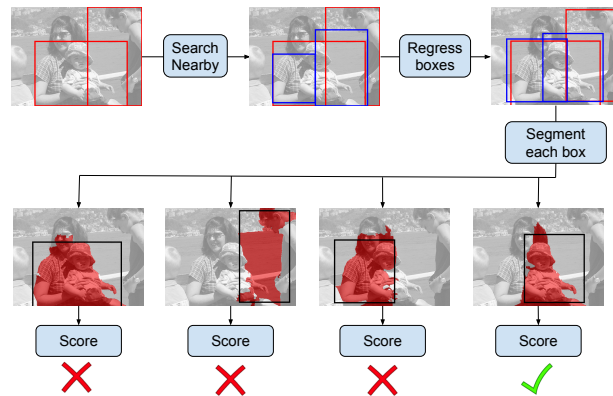 Search
Nearby
Regress
boxes
Segment
each box
Score
Score
Score
Score